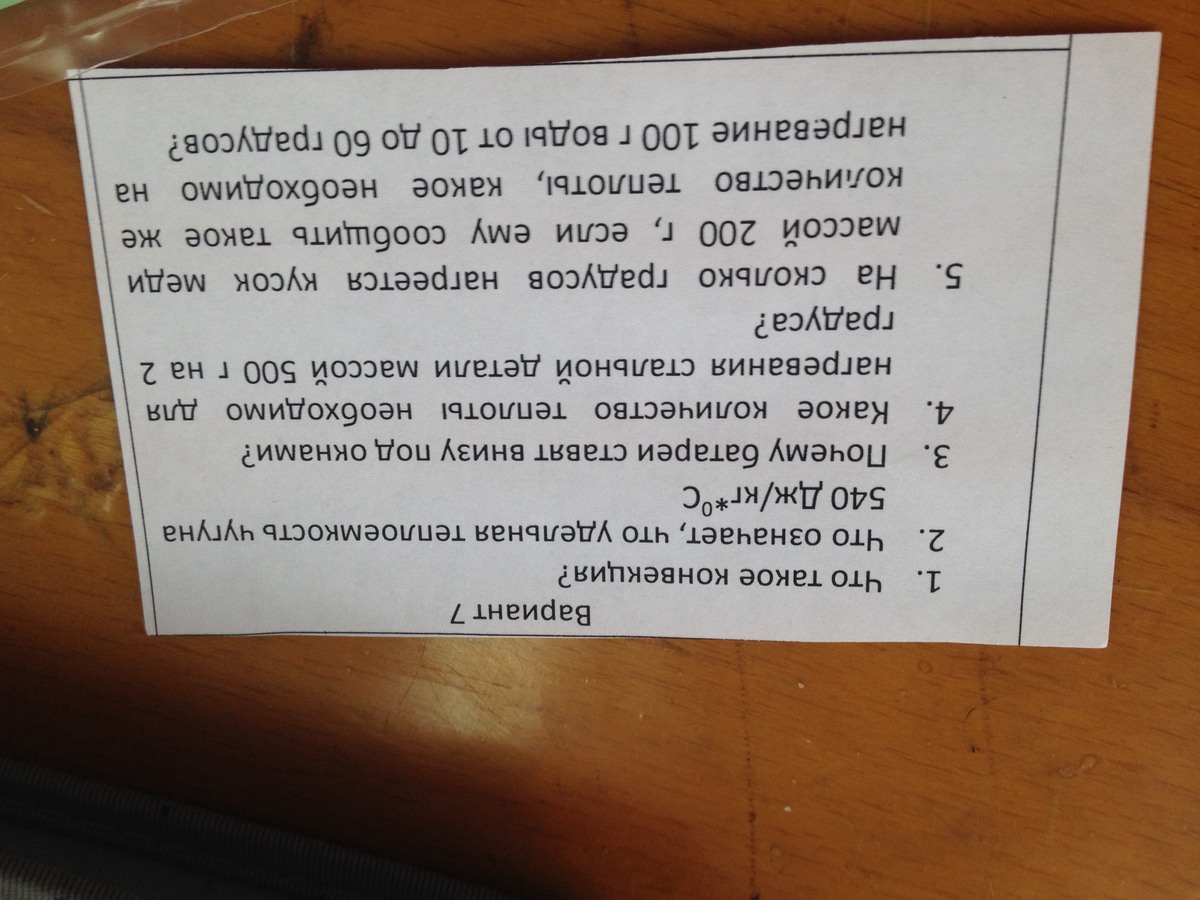 Вариант 7
1. Что такое конвекция?
2. Что означает, что удельная теплоемкость чугуна
540 Дж/кг*⁰С
3. Почему батареи ставят внизу под окнами?
4. Какое количество теплоты необходимо для
нагревания стальной детали массой 500 г на 2
градуса?
5. На сколько градусов нагреется кусок меди
массой 200 г, если ему сообщить такое же
количество теплоты, какое необходимо на
нагревание 100 г воды от 10 до 60 градусов?